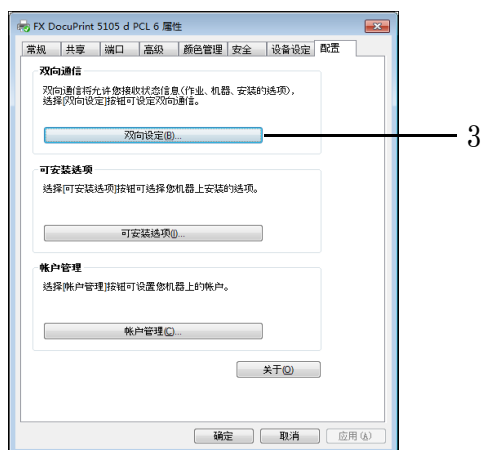 FX DocuPrint 5105 d PCL 6 属性
常规 共享 端口 高级 颜色管理 安全 设备设定 配置
双向通信
双向通信将允许您接收状态信息(作业、机器、安装的选项),
选择[双向设定]按钮可设定双向通信。
双向设定(B)...
3
可安装选项
选择[可安装选项]按钮可选择您机器上安装的选项。
可安装选项(I)...
帐户管理
选择[帐户管理]按钮可设置您机器上的帐户。
帐户管理(C)...
关于(O)
确定 取消 应用(A)